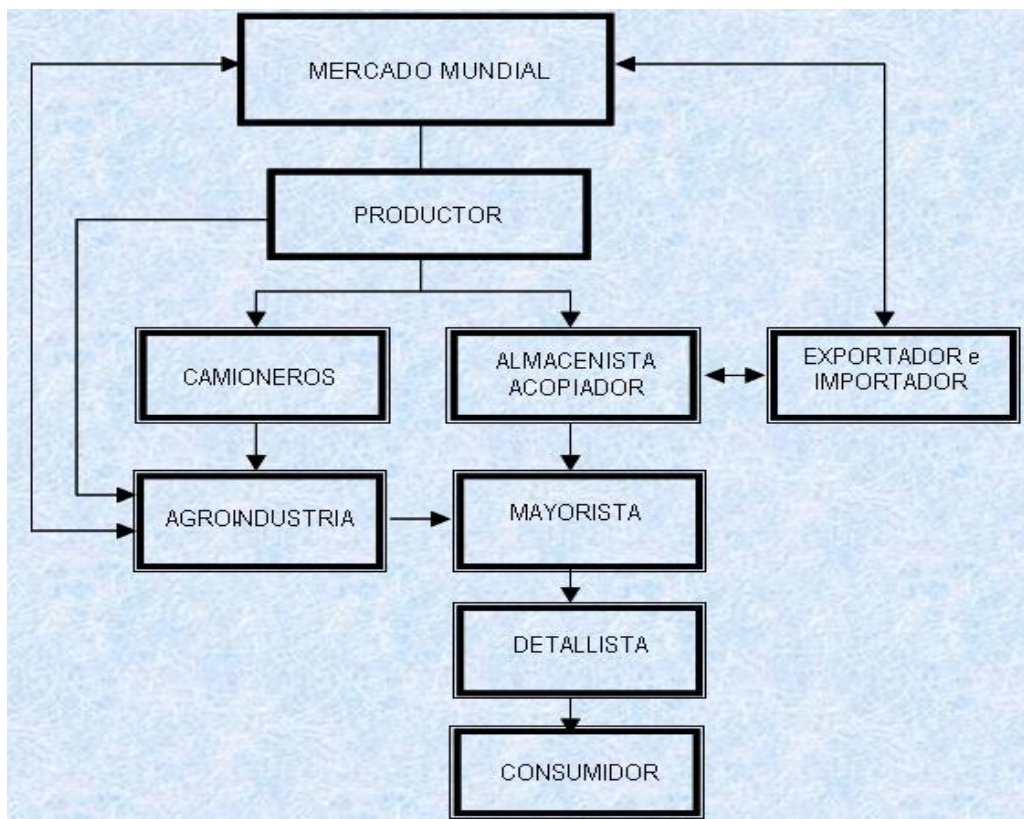 MERCADO MUNDIAL
PRODUCTOR
CAMIONEROS
ALMACENISTA
ACOPIADOR
EXPORTADOR e
IMPORTADOR
AGROINDUSTRIA
MAYORISTA
DETALLISTA
CONSUMIDOR